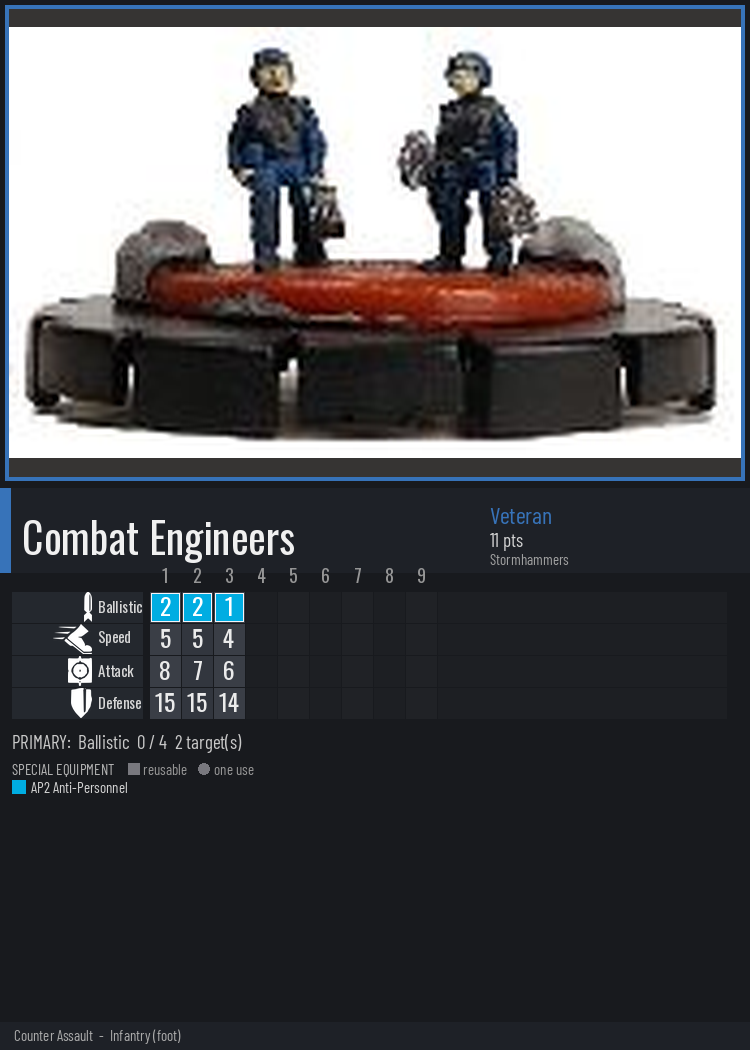 Combat Engineers
Veteran
11 pts
Stormhammers
1 2 3 4 5 6 7 8 9
Ballistic 2 2 1
Speed 5 5 4
Attack 8 7 6
Defense 15 15 14
PRIMARY: Ballistic 0 / 4 2 target(s)
SPECIAL EQUIPMENT reusable one use
AP2 Anti-Personnel
Counter Assault - Infantry (foot)